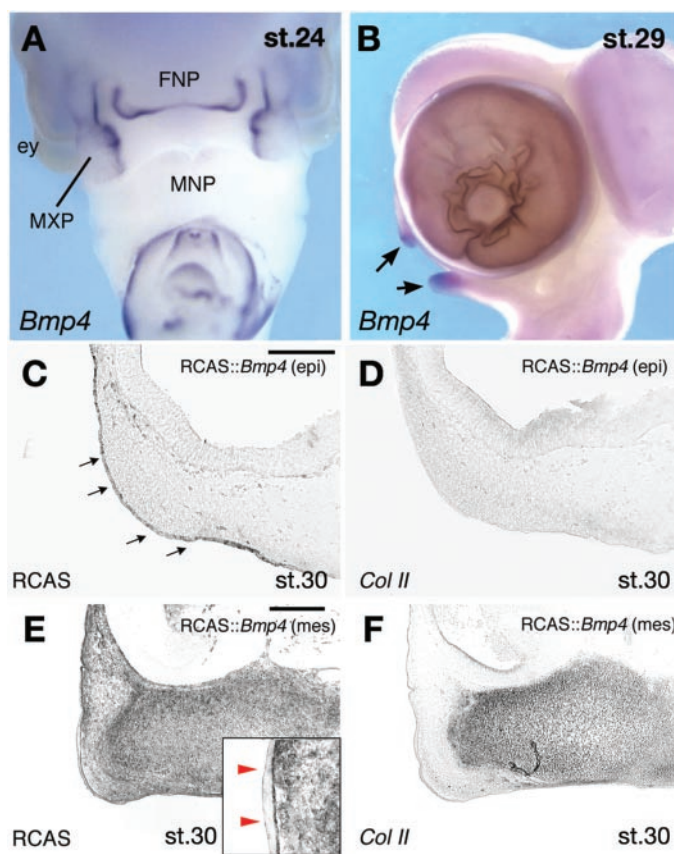 A st.24
FNP
ey
MNP
MXP
Bmp4
B st.29
Bmp4
C RCAS::Bmp4 (epi)
RCAS st.30
D RCAS::Bmp4 (epi)
Col II st.30
E RCAS::Bmp4 (mes)
RCAS st.30
F RCAS::Bmp4 (mes)
Col II st.30